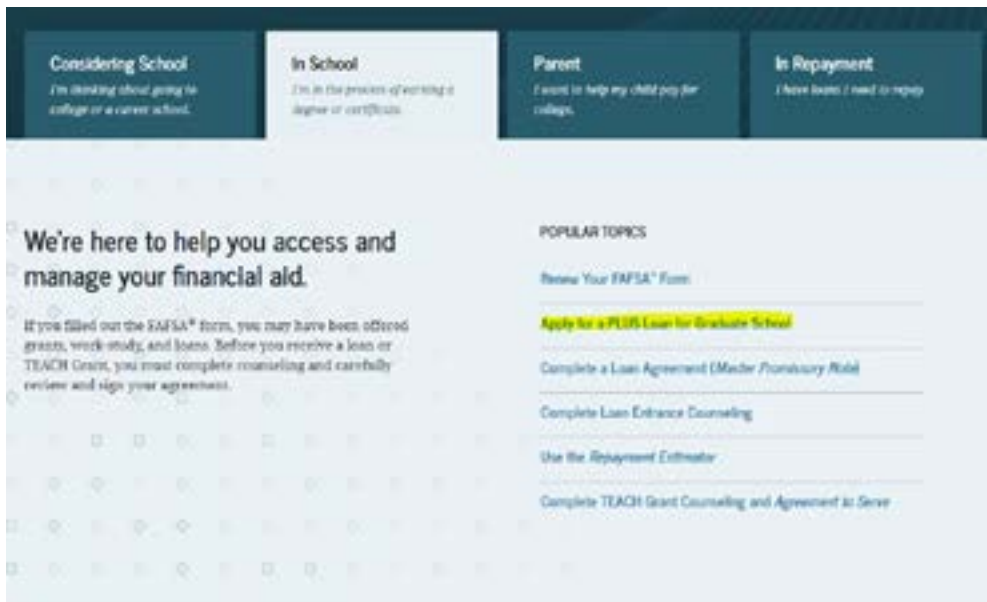 Considering School
I'm thinking about going to
college or a career school.
In School
I'm in the process of earning a
degree or certificate.
Parent
I want to help my child pay for
college.
In Repayment
I have loans I need to repay.
We're here to help you access and
manage your financial aid.
If you filled out the FAFSA® form, you may have been offered
grants, work-study, and loans. Before you receive a loan or
TEACH Grant, you must complete counseling and carefully
review and sign your agreement.
POPULAR TOPICS
Renew Your FAFSA® Form
Apply for a PLUS Loan for Graduate School
Complete a Loan Agreement (Master Promissory Note)
Complete Loan Entrance Counseling
Use the Repayment Estimator
Complete TEACH Grant Counseling and Agreement to Serve